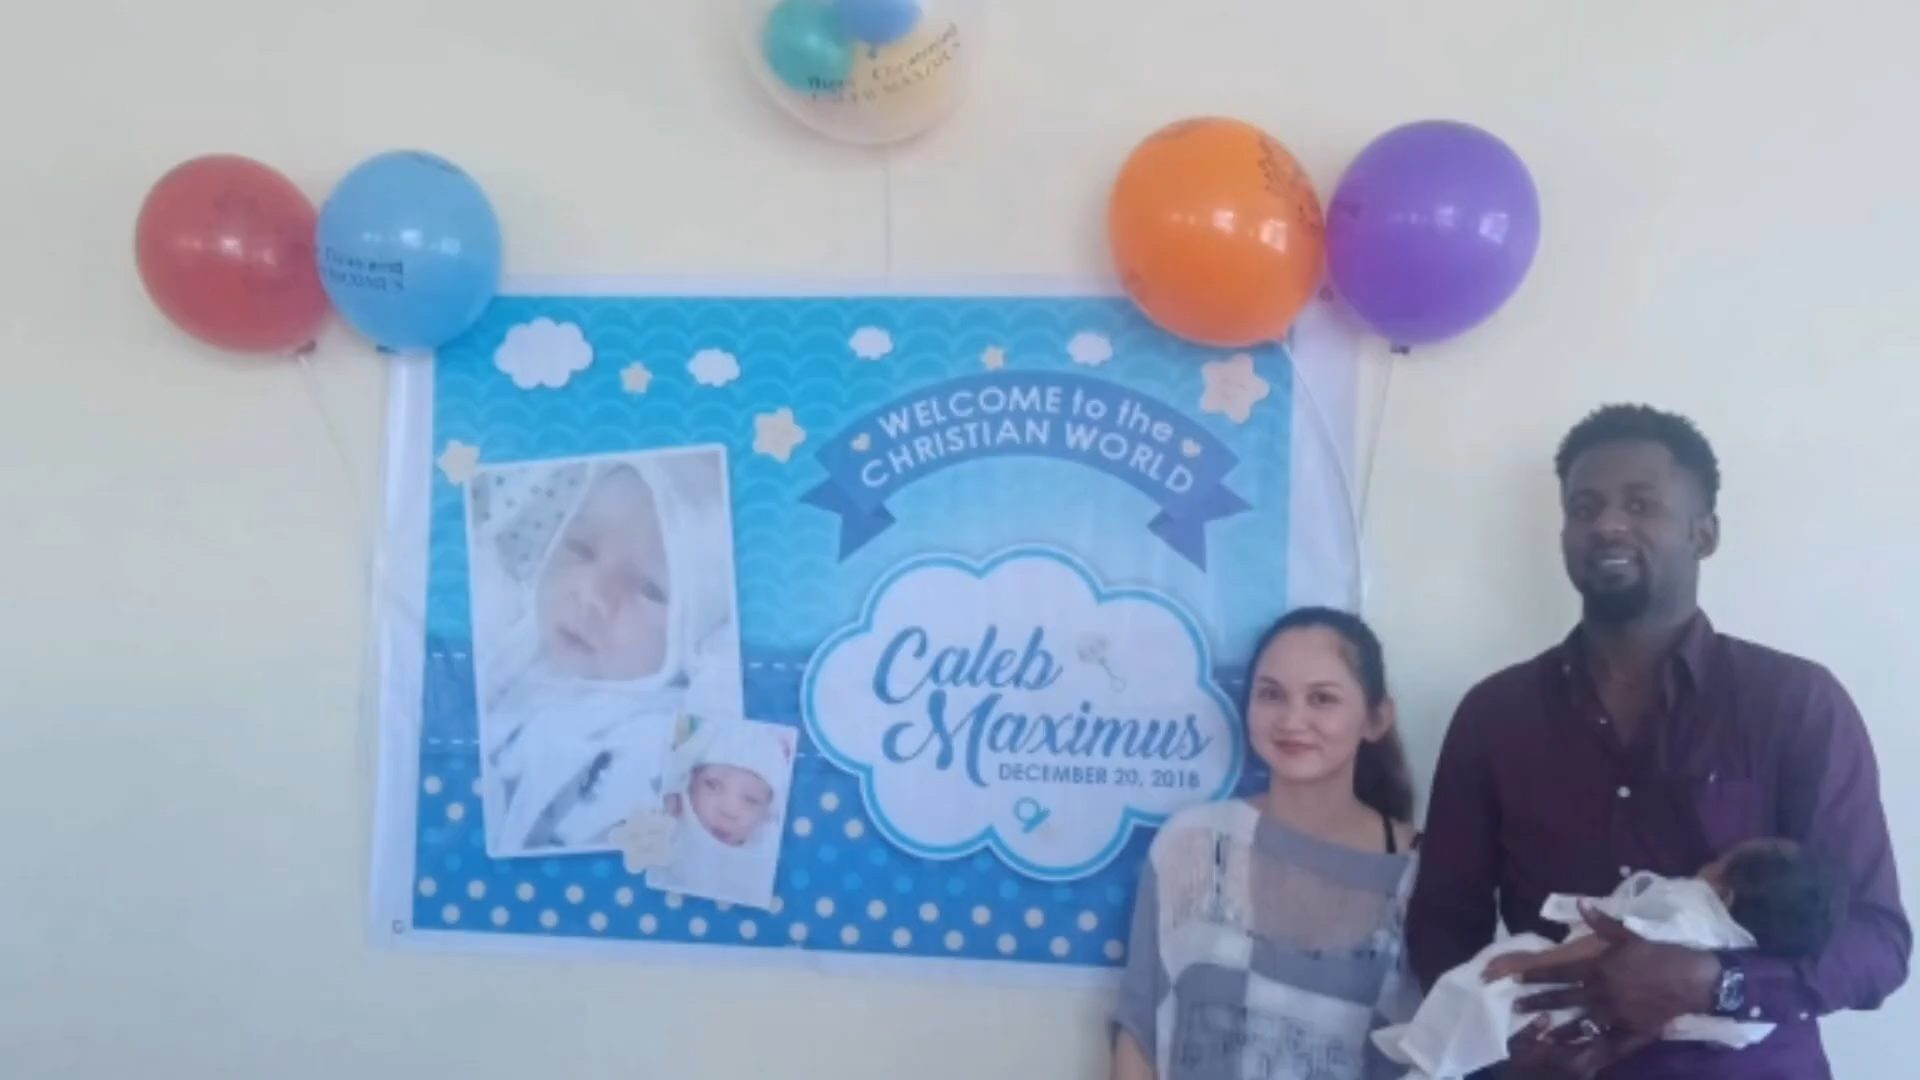 WELCOME to the
CHRISTIAN WORLD
Caleb
Maximus
DECEMBER 20, 2018